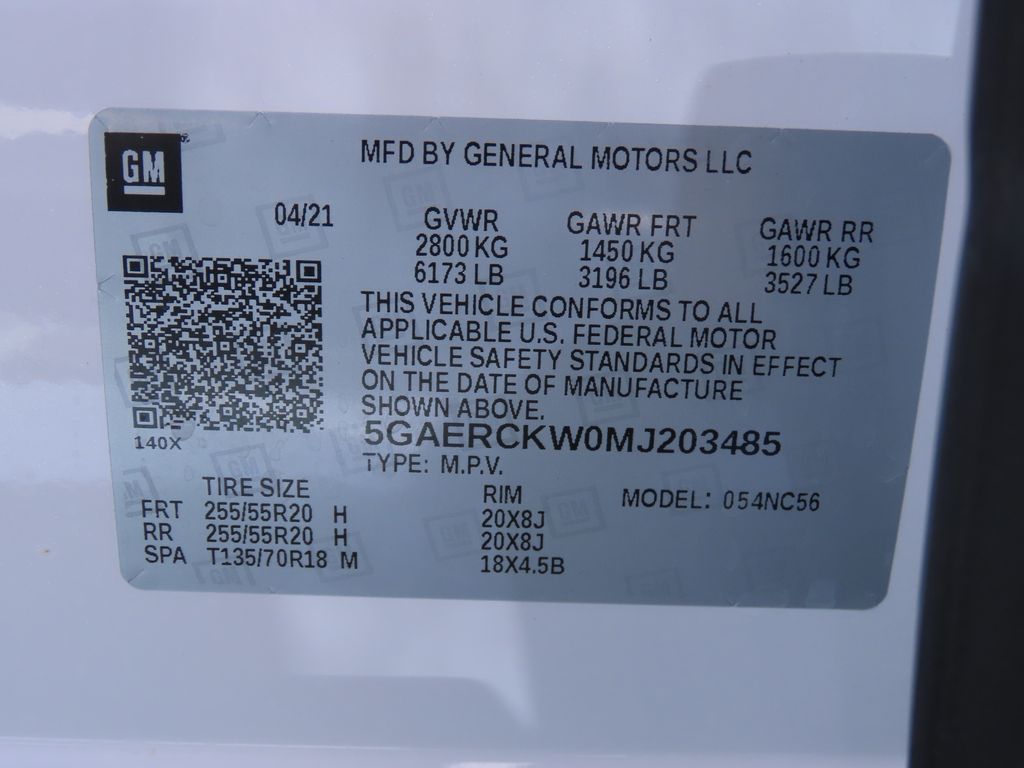 GM
MFD BY GENERAL MOTORS LLC
04/21
GVWR GAWR FRT GAWR RR
2800 KG 1450 KG 1600 KG
6173 LB 3196 LB 3527 LB
THIS VEHICLE CONFORMS TO ALL
APPLICABLE U.S. FEDERAL MOTOR
VEHICLE SAFETY STANDARDS IN EFFECT
ON THE DATE OF MANUFACTURE
SHOWN ABOVE.
140X
5GAERCKW0MJ203485
TYPE: M.P.V.
TIRE SIZE RIM MODEL: 054NC56
FRT 255/55R20 H 20X8J
RR 255/55R20 H 20X8J
SPA T135/70R18 M 18X4.5B